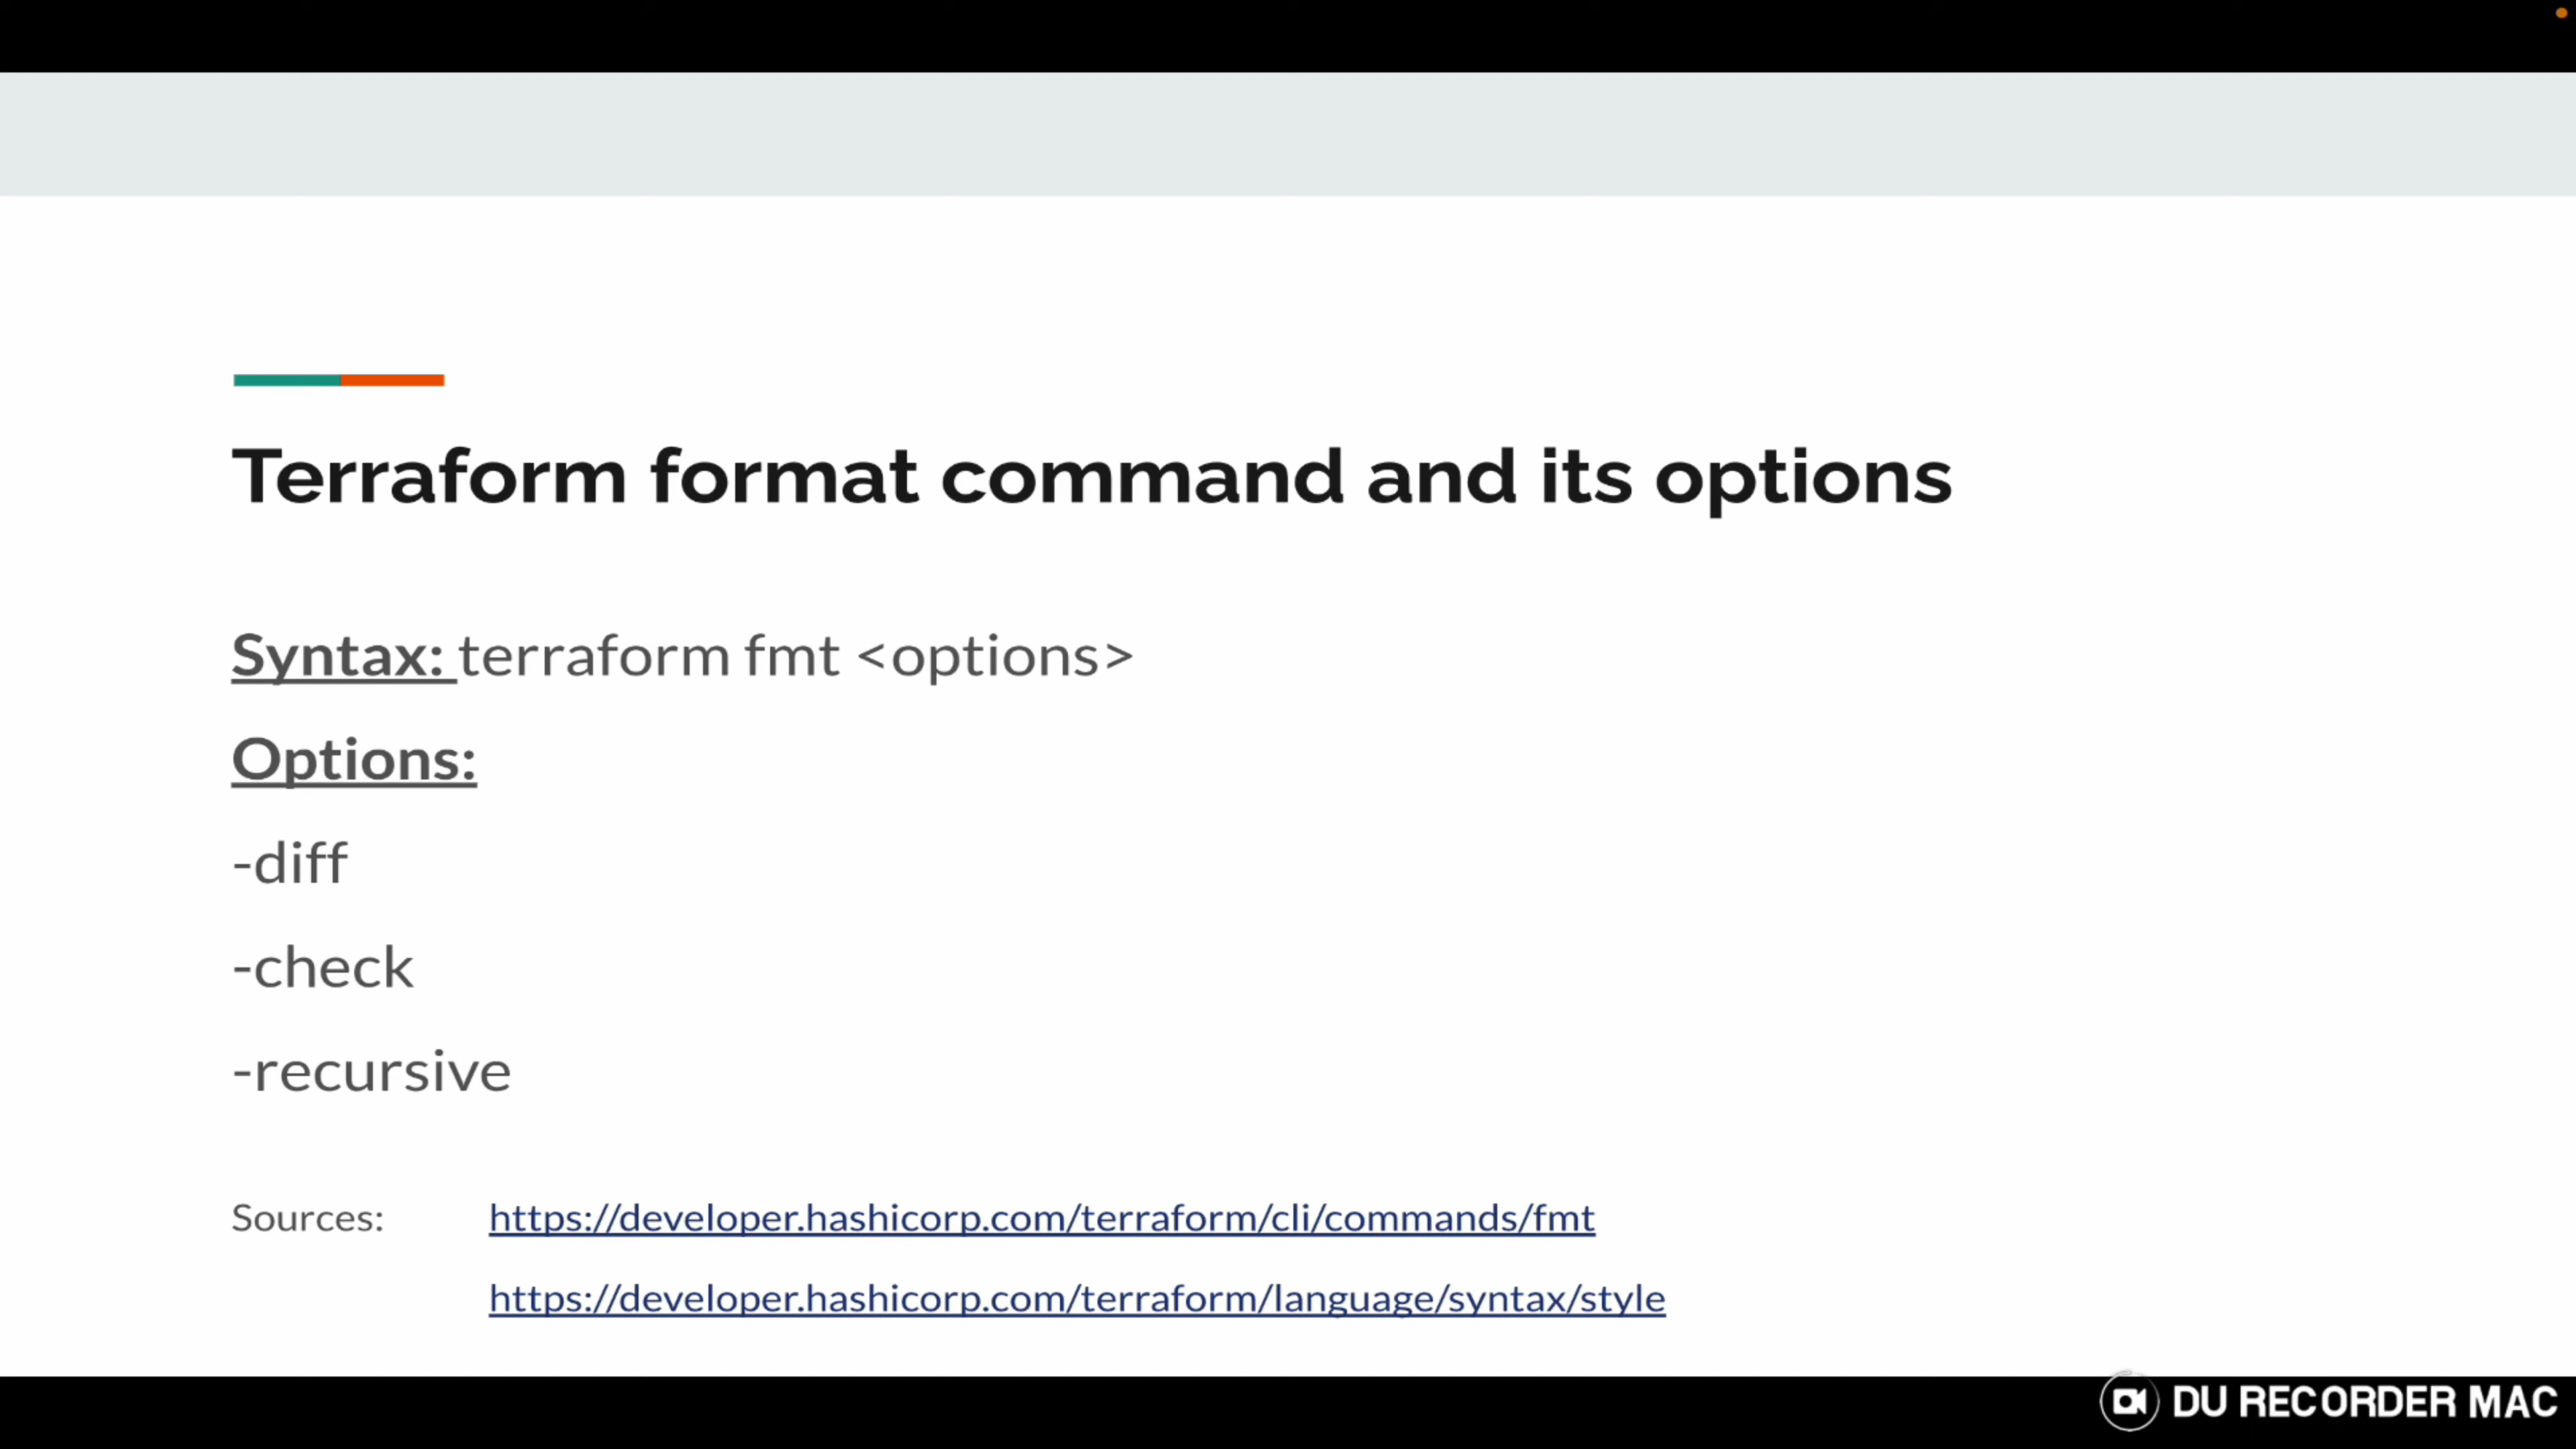 Terraform format command and its options
Syntax: terraform fmt <options>
Options:
-diff
-check
-recursive
Sources: https://developer.hashicorp.com/terraform/cli/commands/fmt
https://developer.hashicorp.com/terraform/language/syntax/style
DU RECORDER MAC